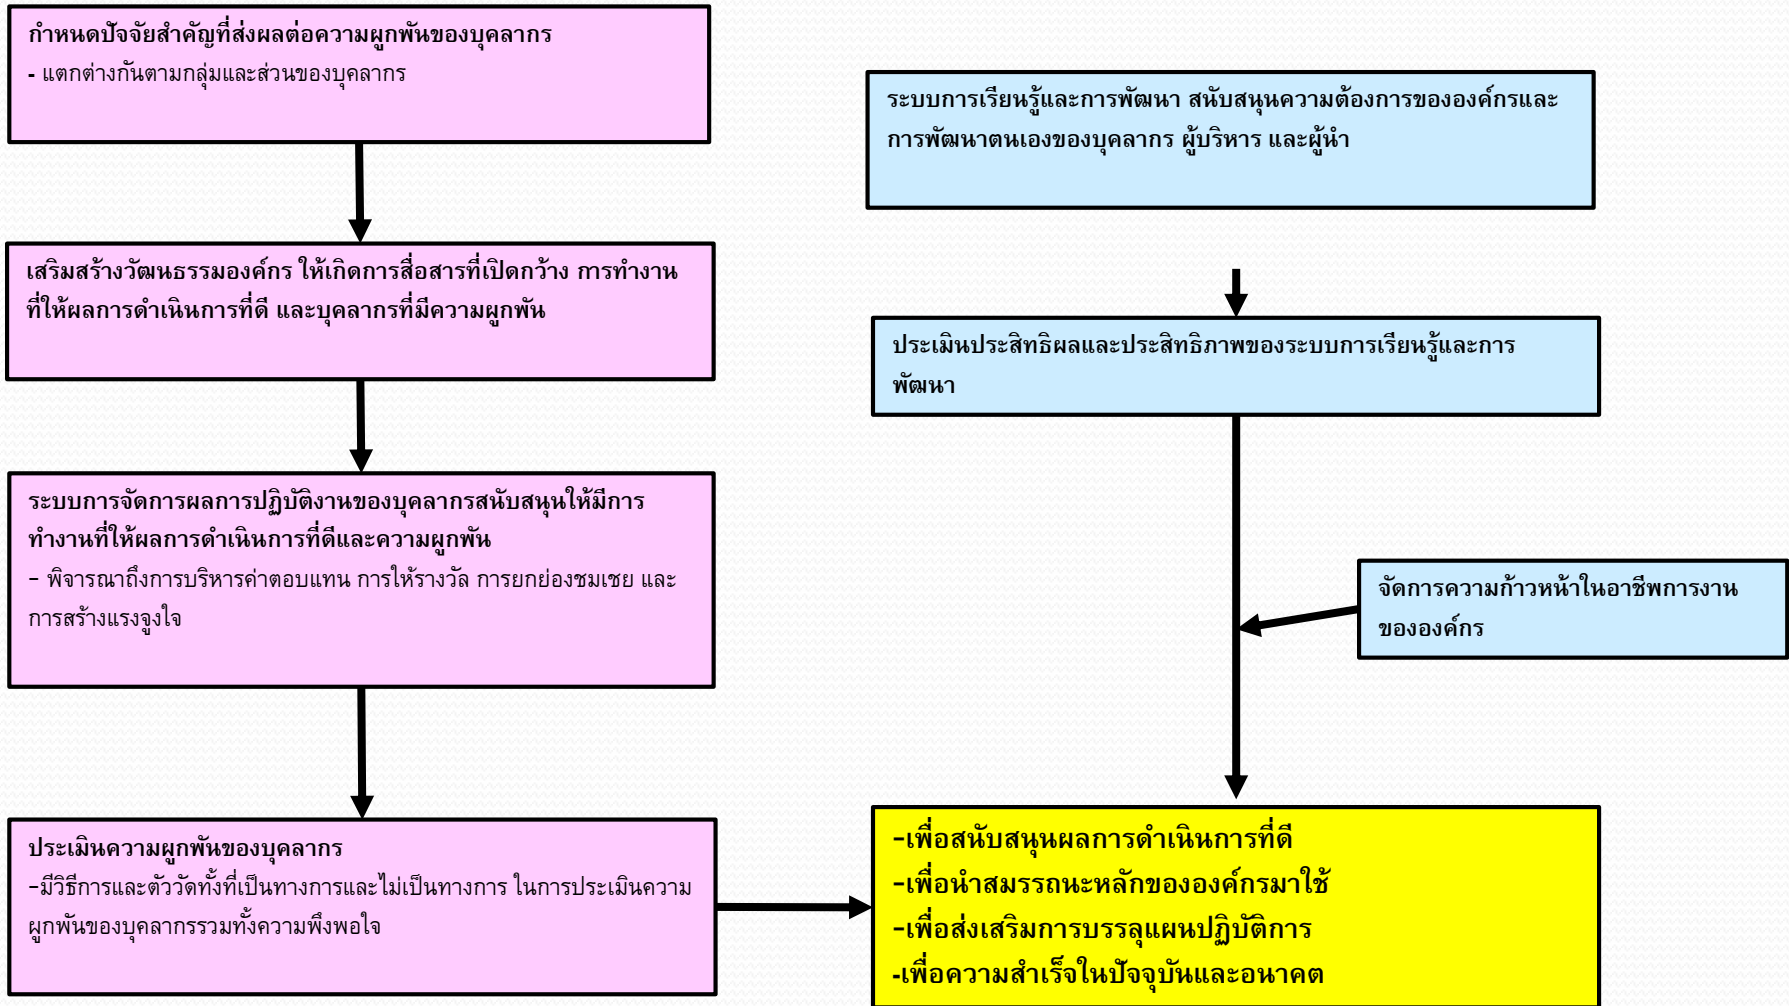 กำหนดปัจจัยสำคัญที่ส่งผลต่อความผูกพันของบุคลากร
- แตกต่างกันตามกลุ่มและส่วนของบุคลากร
เสริมสร้างวัฒนธรรมองค์กร ให้เกิดการสื่อสารที่เปิดกว้าง การทำงาน
ที่ให้ผลการดำเนินการที่ดี และบุคลากรที่มีความผูกพัน
ระบบการจัดการผลการปฏิบัติงานของบุคลากรสนับสนุนให้มีการ
ทำงานที่ให้ผลการดำเนินการที่ดีและความผูกพัน
- พิจารณาถึงการบริหารค่าตอบแทน การให้รางวัล การยกย่องชมเชย และ
การสร้างแรงจูงใจ
ประเมินความผูกพันของบุคลากร
-มีวิธีการและตัววัดทั้งที่เป็นทางการและไม่เป็นทางการ ในการประเมินความ
ผูกพันของบุคลากรรวมทั้งความพึงพอใจ
ระบบการเรียนรู้และการพัฒนา สนับสนุนความต้องการขององค์กรและ
การพัฒนาตนเองของบุคลากร ผู้บริหาร และผู้นำ
ประเมินประสิทธิผลและประสิทธิภาพของระบบการเรียนรู้และการ
พัฒนา
จัดการความก้าวหน้าในอาชีพการงาน
ขององค์กร
-เพื่อสนับสนุนผลการดำเนินการที่ดี
-เพื่อนำสมรรถนะหลักขององค์กรมาใช้
-เพื่อส่งเสริมการบรรลุแผนปฏิบัติการ
-เพื่อความสำเร็จในปัจจุบันและอนาคต